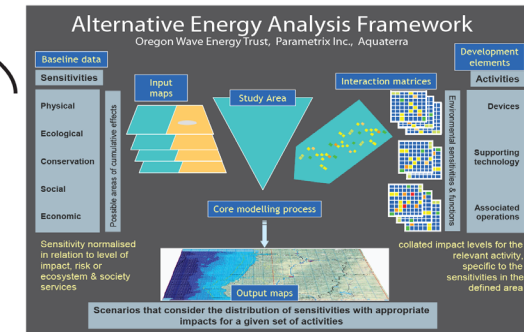 Alternative Energy Analysis Framework
Oregon Wave Energy Trust, Parametrix Inc., Aquaterra
Baseline data
Sensitivities
Physical
Ecological
Conservation
Social
Economic
Possible areas of cumulative effects
Sensitivity normalised
in relation to level of
impact, risk or
ecosystem & society
services
Input
maps
Study Area
Core modelling process
Output maps
Interaction matrices
Environmental sensitivities
& functions
Development
elements
Activities
Devices
Supporting
technology
Associated
operations
collated impact levels for the
relevant activity,
specific to the
sensitivities in the
defined area
Scenarios that consider the distribution of sensitivities with appropriate
impacts for a given set of activities